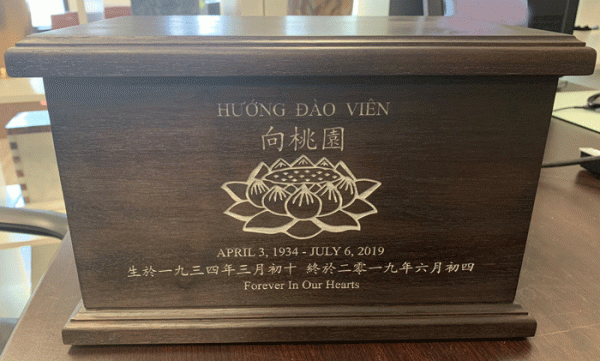 HƯỚNG ĐÀO VIÊN
向桃園
APRIL 3, 1934 - JULY 6, 2019
生於一九三四年三月初十 終於二零一九年六月初四
Forever In Our Hearts